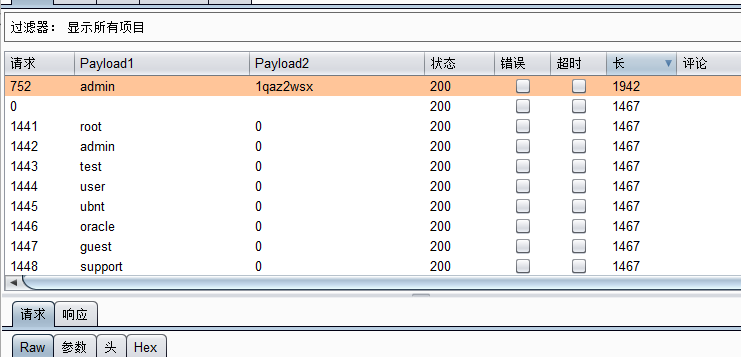 过滤器: 显示所有项目
请求 Payload1 Payload2 状态 错误 超时 长 评论
752 admin 1qaz2wsx 200 1942
0 200 1467
1441 root 0 200 1467
1442 admin 0 200 1467
1443 test 0 200 1467
1444 user 0 200 1467
1445 ubnt 0 200 1467
1446 oracle 0 200 1467
1447 guest 0 200 1467
1448 support 0 200 1467
请求 响应
Raw 参数 头 Hex